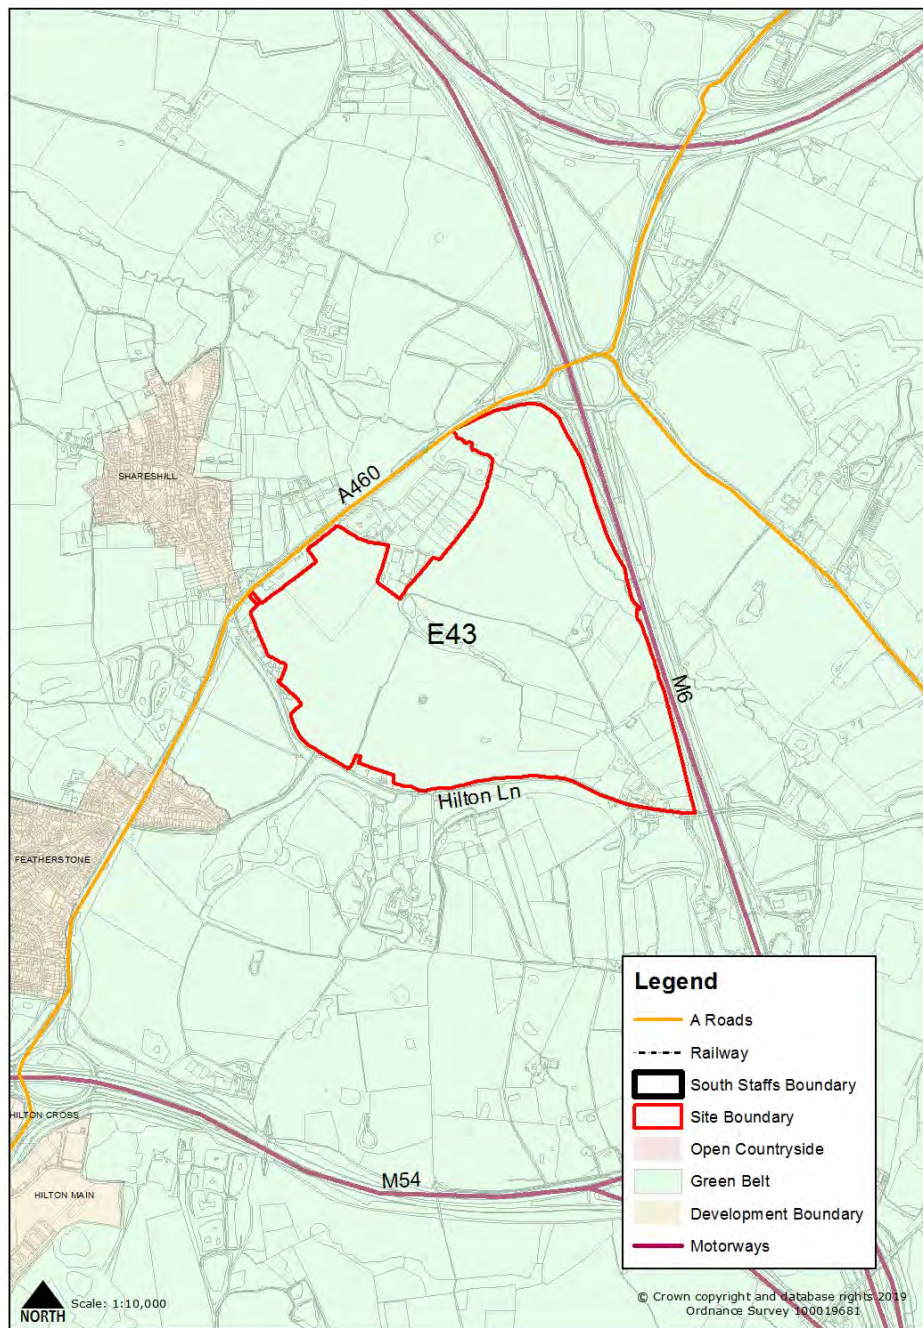 SHARESHILL
A460
E43
M6
Hilton Ln
FEATHERSTONE
HILTON CROSS
HILTON MAIN
M54
Legend
A Roads
Railway
South Staffs Boundary
Site Boundary
Open Countryside
Green Belt
Development Boundary
Motorways
NORTH
Scale: 1:10,000
© Crown copyright and database rights 2019
Ordnance Survey 100019681